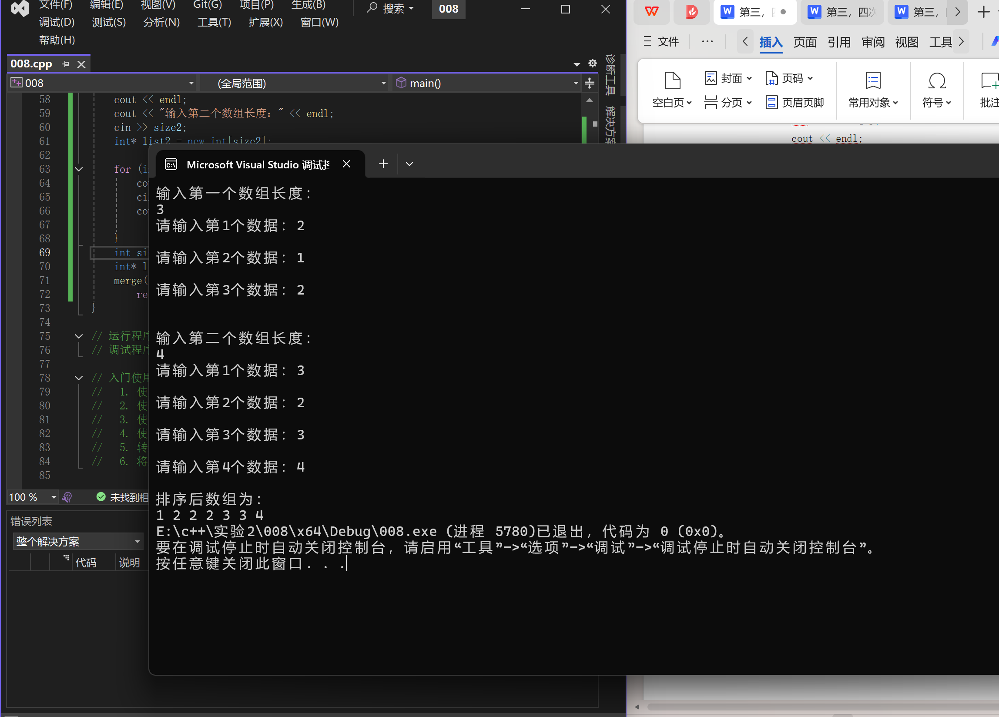 文件(F) 编辑(E) 视图(V) Git(G) 项目(P) 生成(B) 搜索 008
调试(D) 测试(S) 分析(N) 工具(T) 扩展(X) 窗口(W)
帮助(H)
008.cpp
008 (全局范围) main()
诊断工具
解决方案
58 cout << endl;
59 cout << "输入第二个数组长度：" << endl;
60 cin >> size2;
61 int* list2 = new int[size2];
62
63 for (in
64 cou
65 cin
66 cou
67
68 }
69 int siz
70 int* l
71 merge(
72 ret
73 }
74
75 // 运行程序
76 // 调试程序
77
78 // 入门使用
79 // 1. 使
80 // 2. 使
81 // 3. 使
82 // 4. 使
83 // 5. 转
84 // 6. 将
85
100 % 未找到相
错误列表
整个解决方案
代码 说明
第三， 第三，四次 第三，
文件 ··· 插入 页面 引用 审阅 视图 工具
封面 页码
空白页 分页 页眉页脚 常用对象 符号 批注
cout << endl;
Microsoft Visual Studio 调试控
输入第一个数组长度：
3
请输入第1个数据：2
请输入第2个数据：1
请输入第3个数据：2
输入第二个数组长度：
4
请输入第1个数据：3
请输入第2个数据：2
请输入第3个数据：3
请输入第4个数据：4
排序后数组为：
1 2 2 2 3 3 4
E:\c++\实验2\008\x64\Debug\008.exe (进程 5780)已退出，代码为 0 (0x0)。
要在调试停止时自动关闭控制台，请启用“工具”->“选项”->“调试”->“调试停止时自动关闭控制台”。
按任意键关闭此窗口. . .